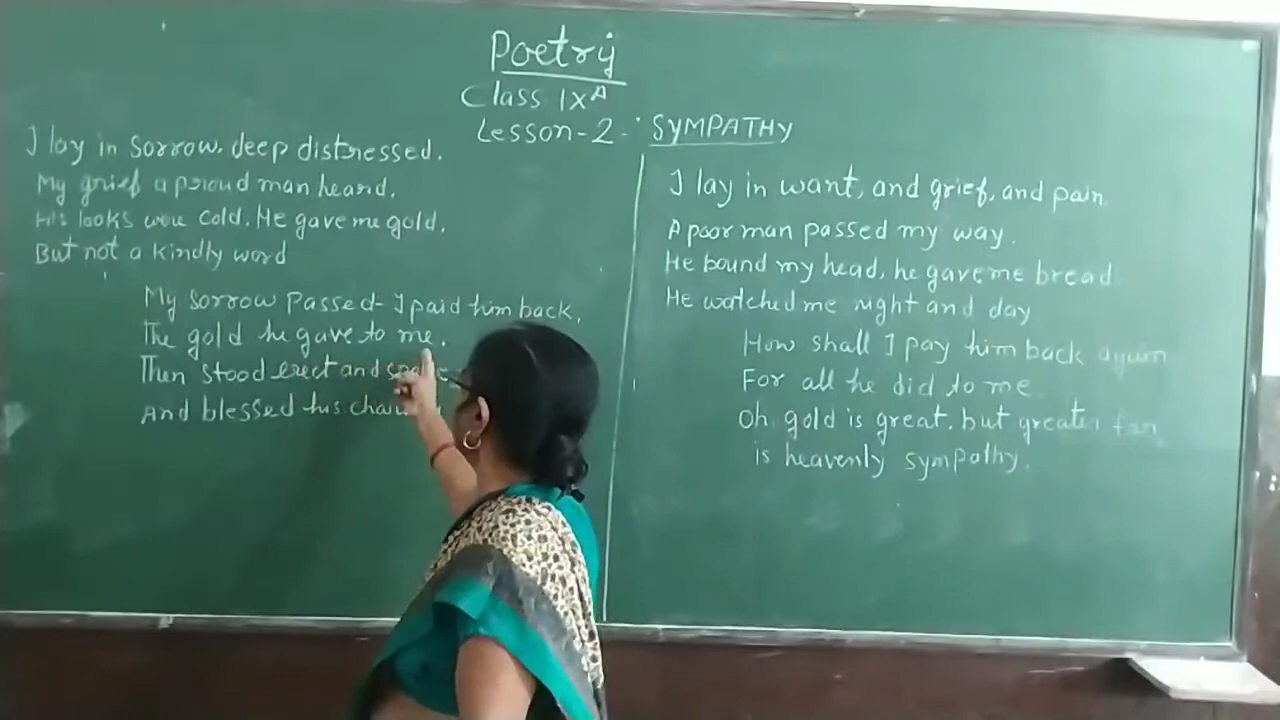 Poetry
Class IX A
Lesson-2. SYMPATHY
I lay in sorrow, deep distressed.
My grief a proud man heard,
His looks were cold. He gave me gold,
But not a kindly word
My sorrow passed- I paid him back,
The gold he gave to me.
Then stood erect and
And blessed his
I lay in want, and grief, and pain
A poor man passed my way.
He bound my head, he gave me bread
He watched me night and day
How shall I pay him back again
For all he did to me.
Oh, gold is great, but greater far
is heavenly sympathy.